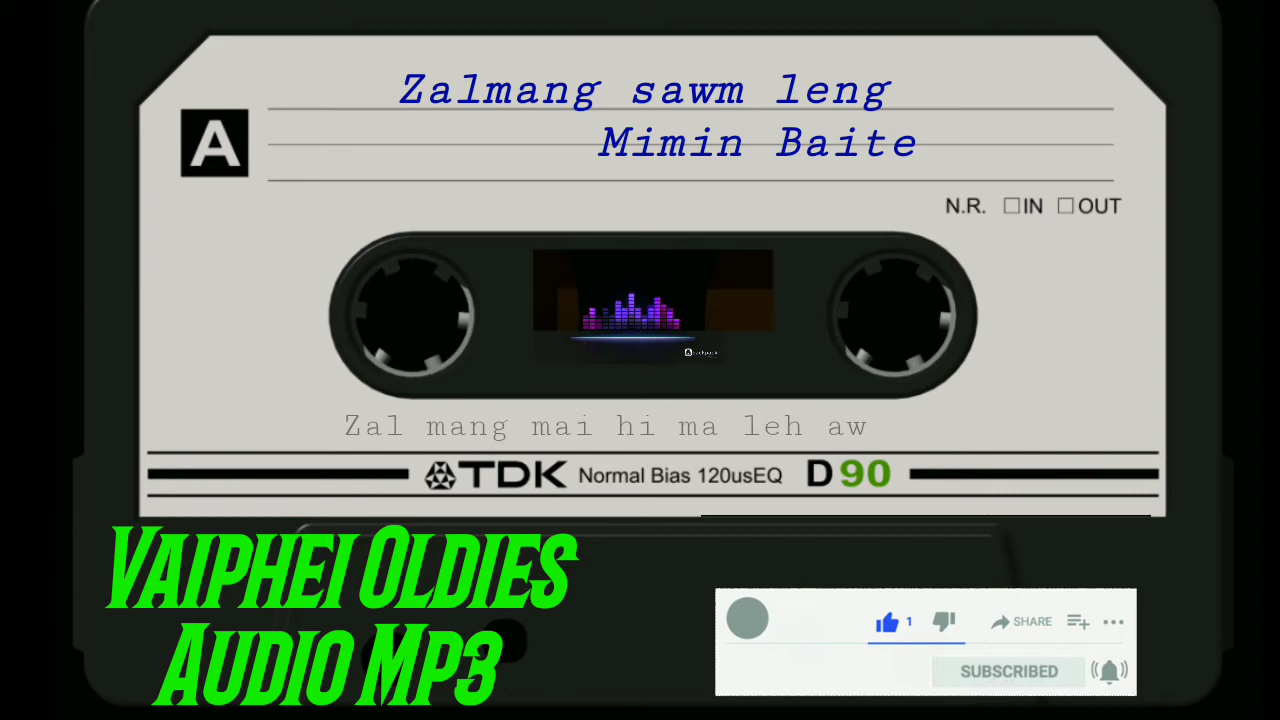 Zalmang sawm leng
Mimin Baite
A
N.R. IN OUT
Zal mang mai hi ma leh aw
TDK Normal Bias 120usEQ D 90
VAIPHEI OLDIES
AUDIO MP3
1 SHARE
SUBSCRIBED